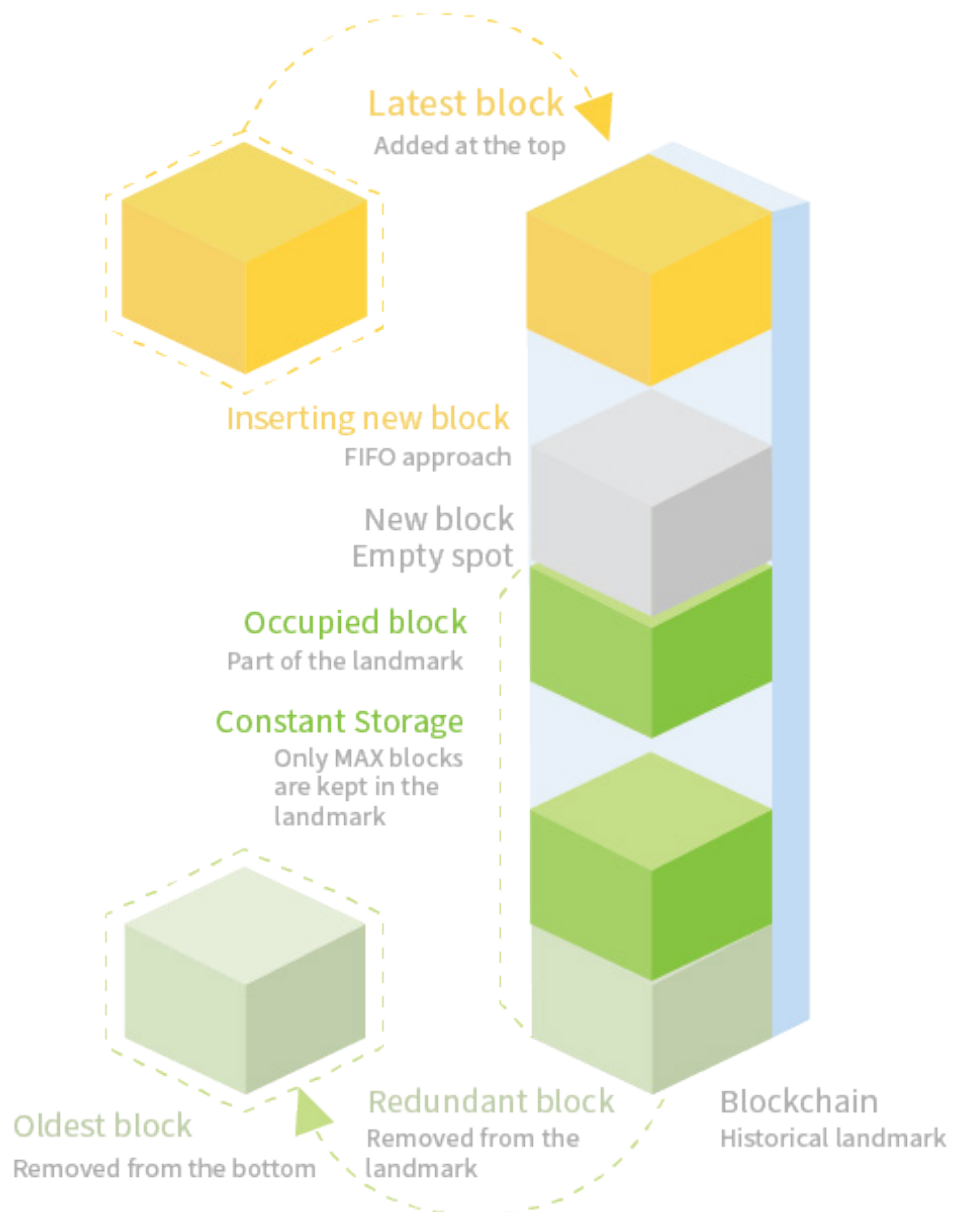 Latest block
Added at the top
Inserting new block
FIFO approach
New block
Empty spot
Occupied block
Part of the landmark
Constant Storage
Only MAX blocks
are kept in the
landmark
Oldest block
Removed from the bottom
Redundant block
Removed from the
landmark
Blockchain
Historical landmark